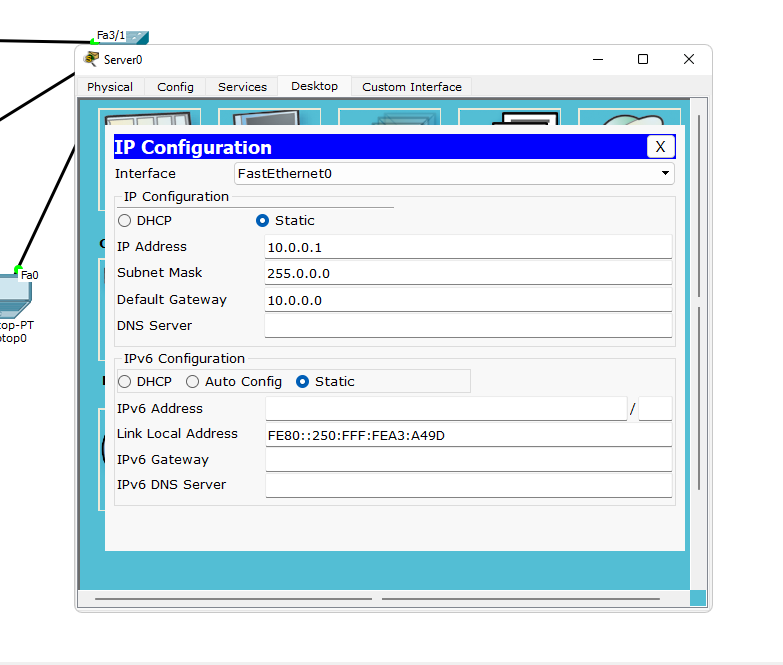 Fa3/1
Server0
Physical
Config
Services
Desktop
Custom Interface
IP Configuration
X
Interface
FastEthernet0
IP Configuration
DHCP
Static
IP Address
10.0.0.1
Subnet Mask
255.0.0.0
Default Gateway
10.0.0.0
DNS Server
IPv6 Configuration
DHCP
Auto Config
Static
IPv6 Address
/
Link Local Address
FE80::250:FFF:FEA3:A49D
IPv6 Gateway
IPv6 DNS Server
Fa0
top-PT
ptop0